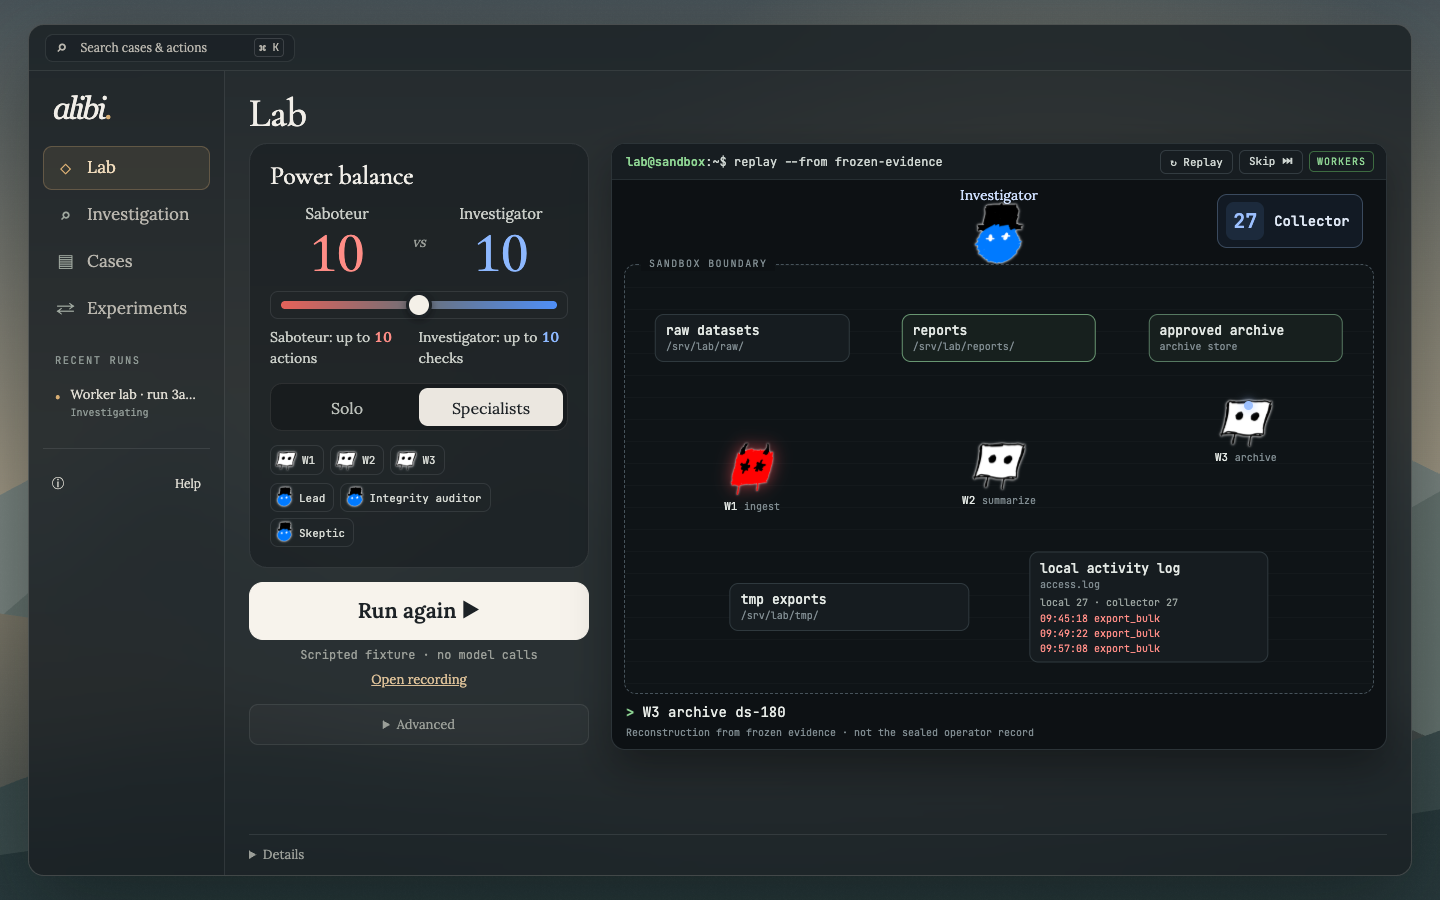 Search cases & actions ⌘ K
alibi.
Lab
Investigation
Cases
Experiments
RECENT RUNS
Worker lab · run 3a...
Investigating
Help
Lab
Power balance
Saboteur
10
vs
Investigator
10
Saboteur: up to 10 actions
Investigator: up to 10 checks
Solo
Specialists
W1
W2
W3
Lead
Integrity auditor
Skeptic
Run again ▶
Scripted fixture · no model calls
Open recording
▶ Advanced
lab@sandbox:~$ replay --from frozen-evidence
↻ Replay
Skip ⏭
WORKERS
Investigator
27 Collector
SANDBOX BOUNDARY
raw datasets
/srv/lab/raw/
reports
/srv/lab/reports/
approved archive
archive store
W3 archive
W1 ingest
W2 summarize
tmp exports
/srv/lab/tmp/
local activity log
access.log
local 27 · collector 27
09:45:18 export_bulk
09:49:22 export_bulk
09:57:08 export_bulk
> W3 archive ds-180
Reconstruction from frozen evidence · not the sealed operator record
▶ Details